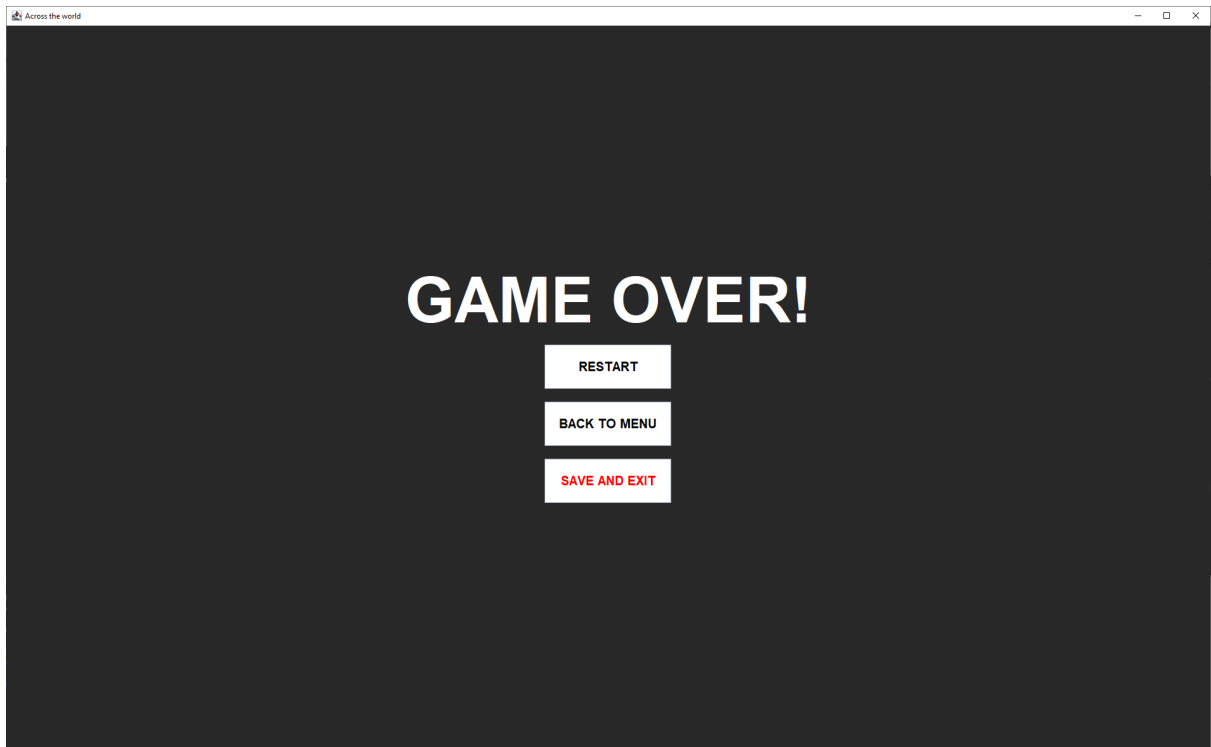 Across the world
GAME OVER!
RESTART
BACK TO MENU
SAVE AND EXIT